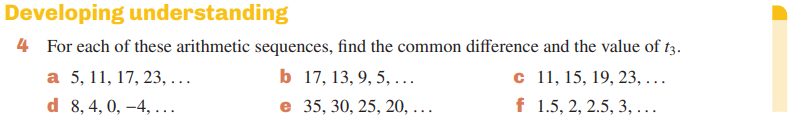 Developing understanding
4 For each of these arithmetic sequences, find the common difference and the value of t₃.
a 5, 11, 17, 23, . . . b 17, 13, 9, 5, . . . c 11, 15, 19, 23, . . .
d 8, 4, 0, −4, . . . e 35, 30, 25, 20, . . . f 1.5, 2, 2.5, 3, . . .